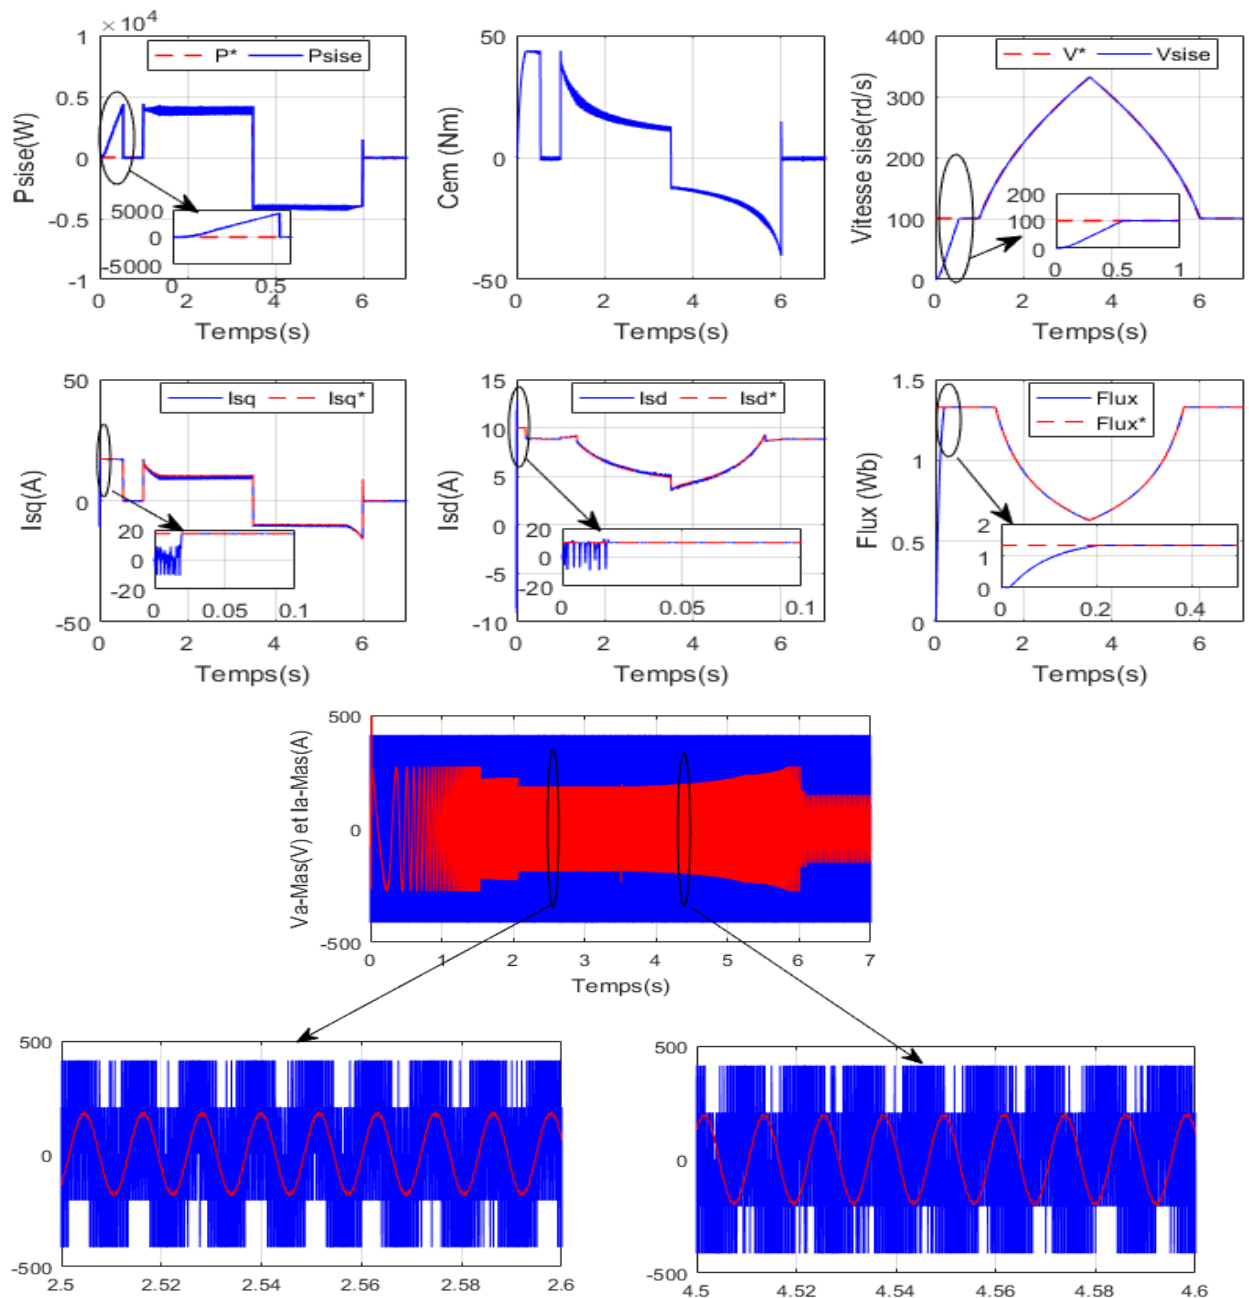 ×10⁴
P* Psise
Psise(W)
1
0.5
0
-0.5
-1
5000
0
-5000
0 0.5
0 2 4 6
Temps(s)
Cem (Nm)
50
0
-50
0 2 4 6
Temps(s)
V* Vsise
Vitesse sise(rd/s)
400
300
200
100
0
200
100
0
0 0.5 1
0 2 4 6
Temps(s)
Isq Isq*
Isq(A)
50
0
-50
20
0
-20
0 0.05 0.1
0 2 4 6
Temps(s)
Isd Isd*
Isd(A)
15
10
5
0
-5
-10
20
0
-20
0 0.05 0.1
0 2 4 6
Temps(s)
Flux
Flux*
Flux (Wb)
1.5
1
0.5
0
2
1
0
0 0.2 0.4
0 2 4 6
Temps(s)
Va-Mas(V) et Ia-Mas(A)
500
0
-500
0 1 2 3 4 5 6 7
Temps(s)
500
0
-500
2.5 2.52 2.54 2.56 2.58 2.6
500
0
-500
4.5 4.52 4.54 4.56 4.58 4.6